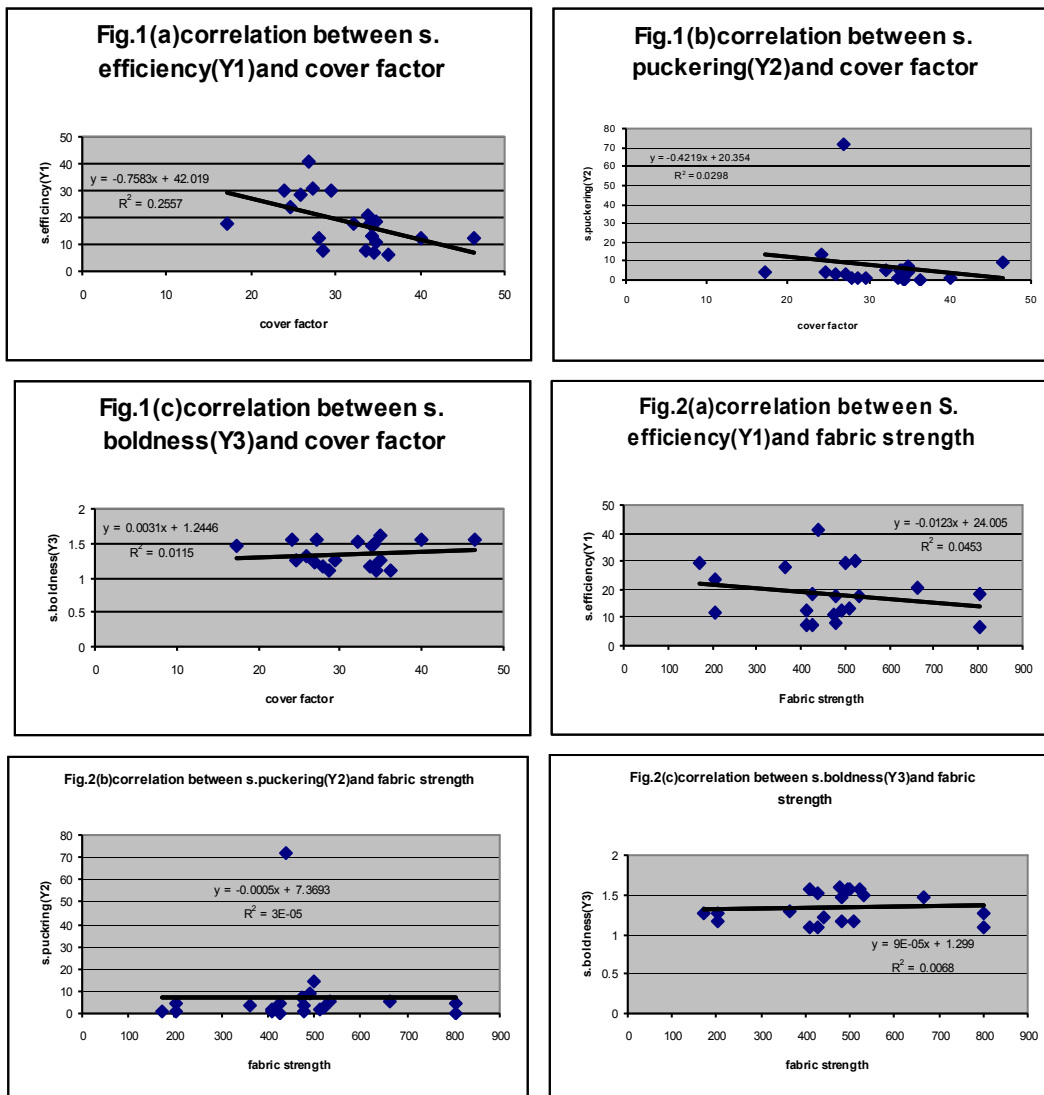 Fig.1(a)correlation between s.
efficiency(Y1)and cover factor
s.efficincy(Y1)
50
40
30
20
10
0
y = -0.7583x + 42.019
R² = 0.2557
0 10 20 30 40 50
cover factor
Fig.1(b)correlation between s.
puckering(Y2)and cover factor
s.puckering(Y2)
80
70
60
50
40
30
20
10
0
y = -0.4219x + 20.354
R² = 0.0298
0 10 20 30 40 50
cover factor
Fig.1(c)correlation between s.
boldness(Y3)and cover factor
s.boldness(Y3)
2
1.5
1
0.5
0
y = 0.0031x + 1.2446
R² = 0.0115
0 10 20 30 40 50
cover factor
Fig.2(a)correlation between S.
efficiency(Y1)and fabric strength
s.efficiency(Y1)
50
40
30
20
10
0
y = -0.0123x + 24.005
R² = 0.0453
0 100 200 300 400 500 600 700 800 900
Fabric strength
Fig.2(b)correlation between s.puckering(Y2)and fabric strength
s.puckring(Y2)
80
70
60
50
40
30
20
10
0
y = -0.0005x + 7.3693
R² = 3E-05
0 100 200 300 400 500 600 700 800 900
fabric strength
Fig.2(c)correlation between s.boldness(Y3)and fabric
strength
s.boldness(Y3)
2
1.5
1
0.5
0
y = 9E-05x + 1.299
R² = 0.0068
0 100 200 300 400 500 600 700 800 900
fabric strength